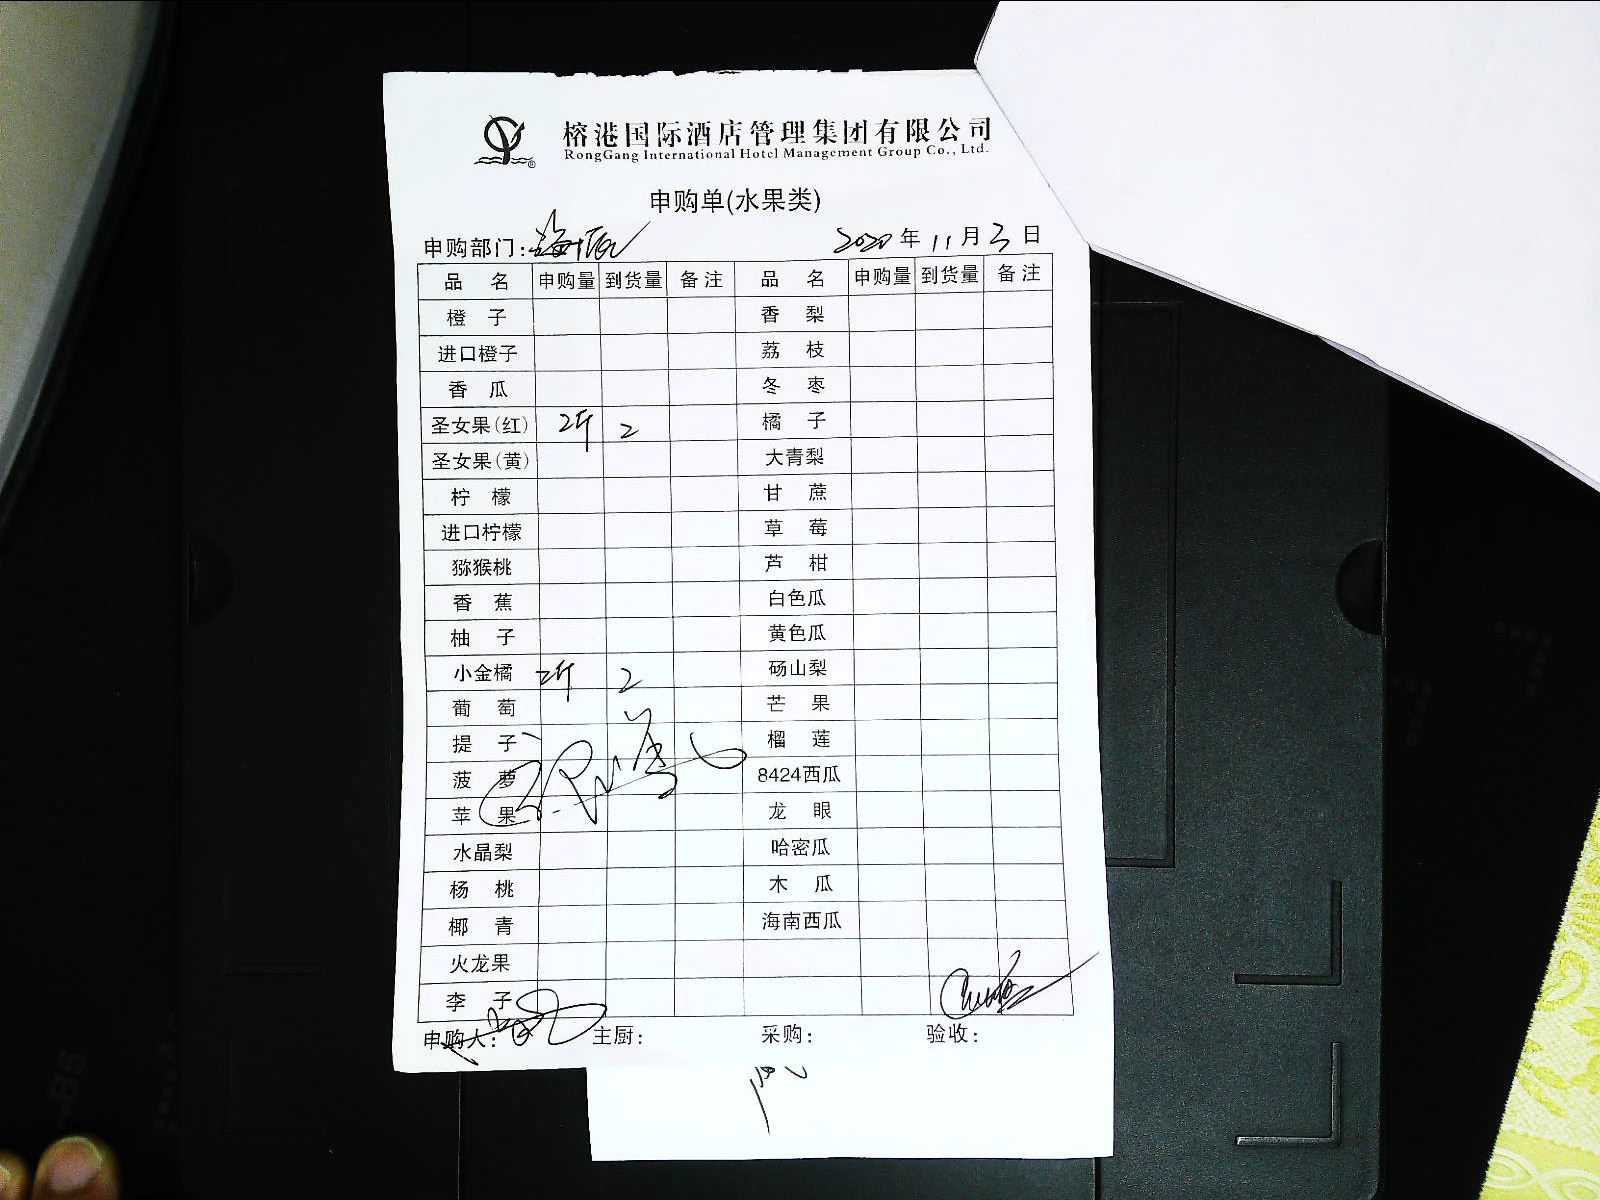 榕港国际酒店管理集团有限公司
RongGang International Hotel Management Group Co., Ltd.
申购单(水果类)
申购部门: 2020 年 11 月 3 日
品 名 申购量 到货量 备注 品 名 申购量 到货量 备注
橙 子 香 梨
进口橙子 荔 枝
香 瓜 冬 枣
圣女果(红) 2斤 2 橘 子
圣女果(黄) 大青梨
柠 檬 甘 蔗
进口柠檬 草 莓
猕猴桃 芦 柑
香 蕉 白色瓜
柚 子 黄色瓜
小金橘 2斤 2 砀山梨
葡 萄 芒 果
提 子 榴 莲
菠 萝 8424西瓜
苹 果 龙 眼
水晶梨 哈密瓜
杨 桃 木 瓜
椰 青 海南西瓜
火龙果
李 子
申购人: 主厨: 采购: 验收: